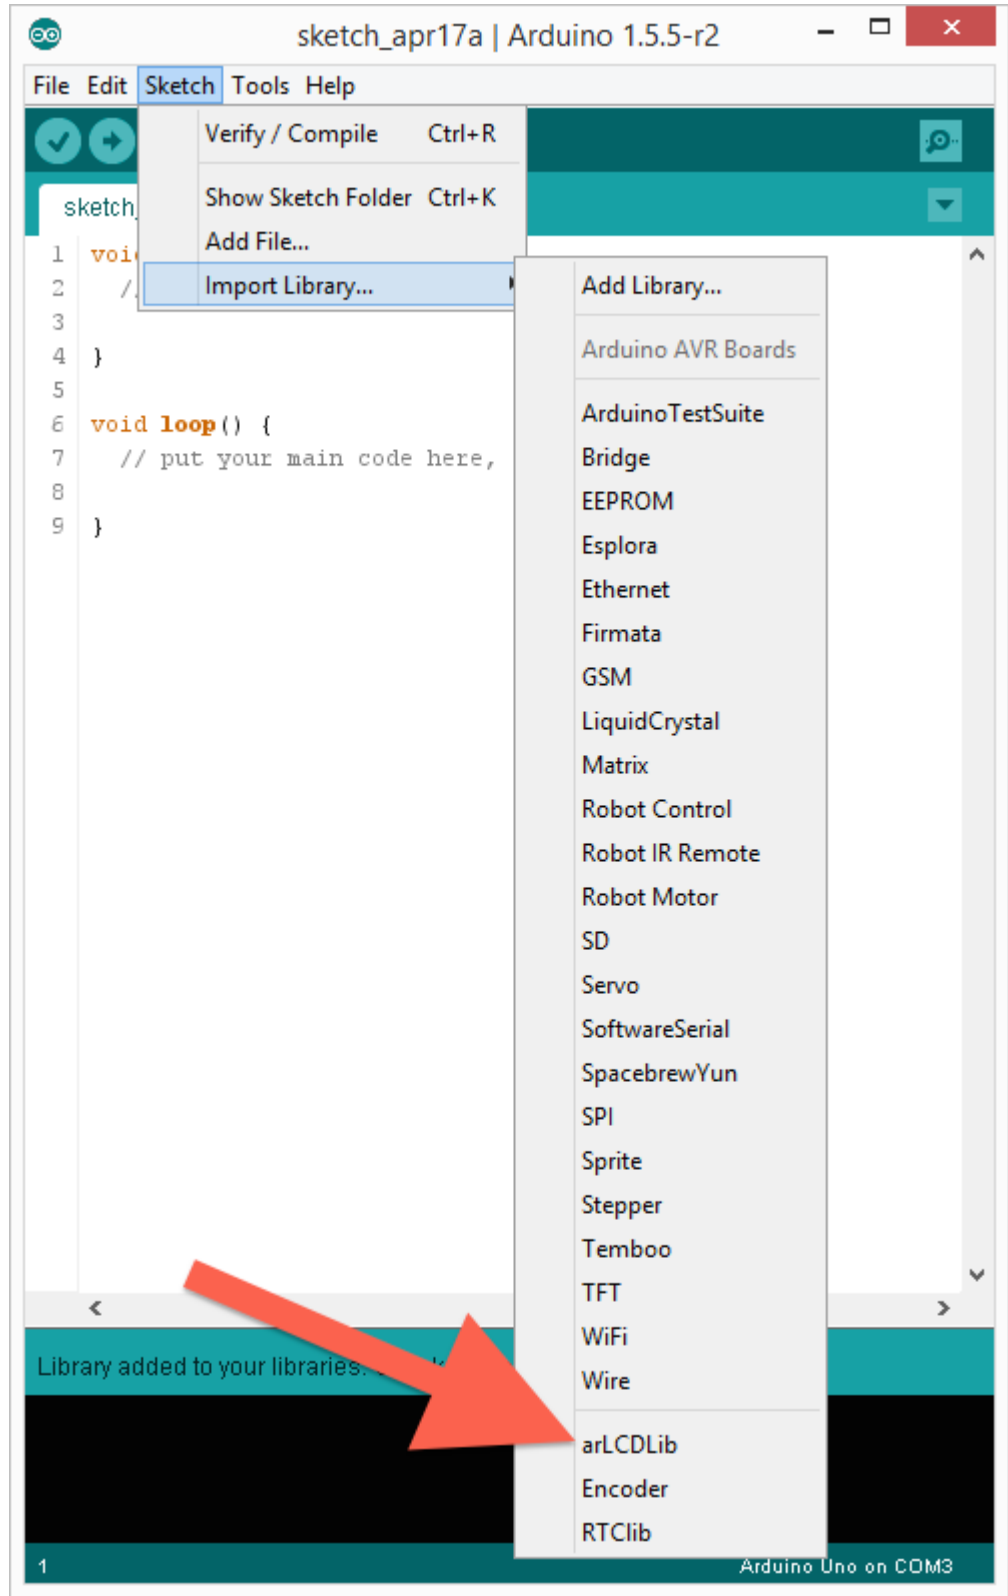 sketch_apr17a | Arduino 1.5.5-r2
File Edit Sketch Tools Help
Verify / Compile Ctrl+R
Show Sketch Folder Ctrl+K
Add File...
Import Library...
sketch_
1 voi
2 //
3
4 }
5
6 void loop() {
7 // put your main code here,
8
9 }
Add Library...
Arduino AVR Boards
ArduinoTestSuite
Bridge
EEPROM
Esplora
Ethernet
Firmata
GSM
LiquidCrystal
Matrix
Robot Control
Robot IR Remote
Robot Motor
SD
Servo
SoftwareSerial
SpacebrewYun
SPI
Sprite
Stepper
Temboo
TFT
WiFi
Wire
arLCDLib
Encoder
RTClib
Library added to your libraries.
1 Arduino Uno on COM3